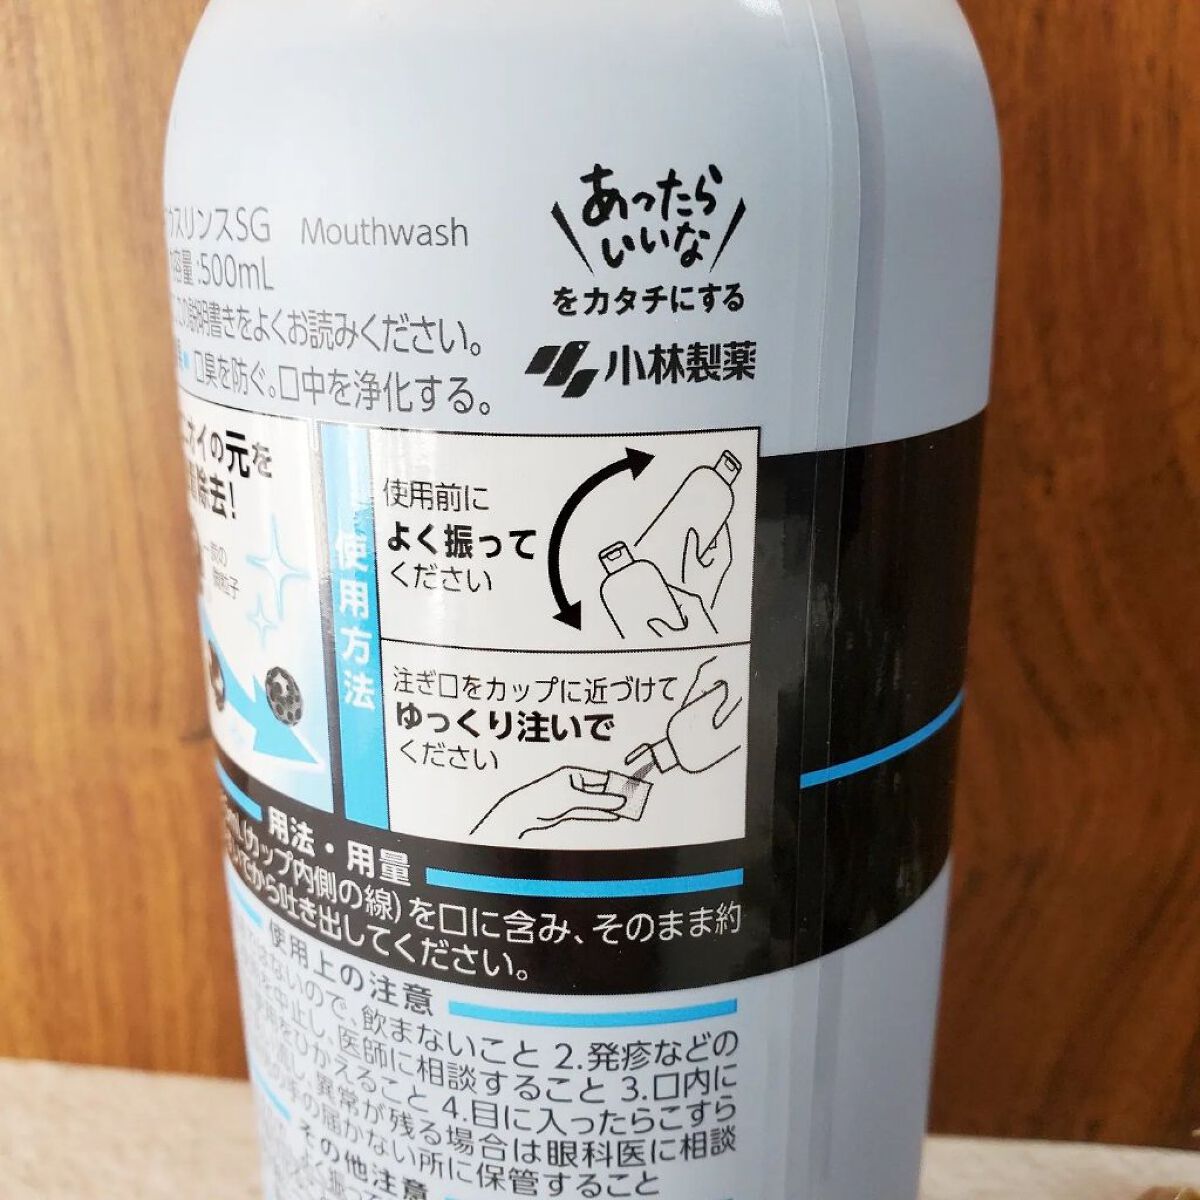 あったら
いいな
をカタチにする
小林製薬
ウスリンスSG Mouthwash
容量:500mL
説明書きをよくお読みください。
口臭を防ぐ。口中を浄化する。
オイの元を
除去!
使用方法
使用前に
よく振って
ください
注ぎ口をカップに近づけて
ゆっくり注いで
ください
用法・用量
(カップ内側の線)を口に含み、そのまま約
から吐き出してください。
使用上の注意
ないので、飲まないこと 2.発疹などの
を中止し、医師に相談すること 3.口内に
をひかえること 4.目に入ったらこすら
し、異常が残る場合は眼科医に相談
の手の届かない所に保管すること
その他注意